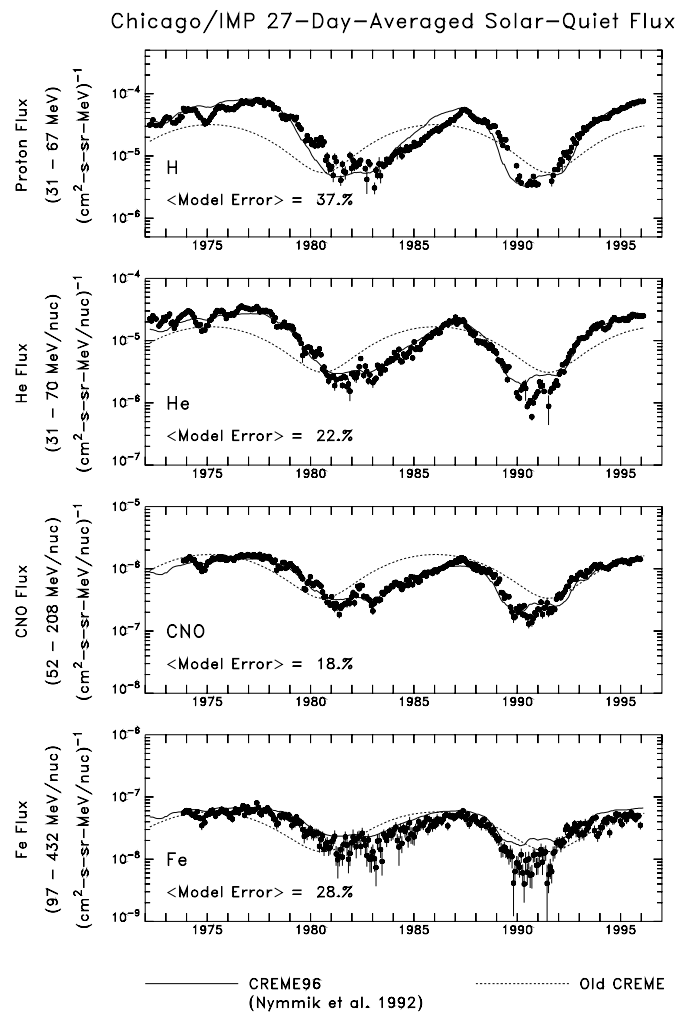 Chicago/IMP 27-Day-Averaged Solar-Quiet Flux
Proton Flux
(31 - 67 MeV)
(cm²-s-sr-MeV)⁻¹
10⁻⁴
10⁻⁵
10⁻⁶
H
<Model Error> = 37.%
1975 1980 1985 1990 1995
He Flux
(31 - 70 MeV/nuc)
(cm²-s-sr-MeV/nuc)⁻¹
10⁻⁴
10⁻⁵
10⁻⁶
10⁻⁷
He
<Model Error> = 22.%
1975 1980 1985 1990 1995
CNO Flux
(52 - 208 MeV/nuc)
(cm²-s-sr-MeV/nuc)⁻¹
10⁻⁵
10⁻⁶
10⁻⁷
10⁻⁸
CNO
<Model Error> = 18.%
1975 1980 1985 1990 1995
Fe Flux
(97 - 432 MeV/nuc)
(cm²-s-sr-MeV/nuc)⁻¹
10⁻⁶
10⁻⁷
10⁻⁸
10⁻⁹
Fe
<Model Error> = 28.%
1975 1980 1985 1990 1995
CREME96
(Nymmik et al. 1992)
Old CREME